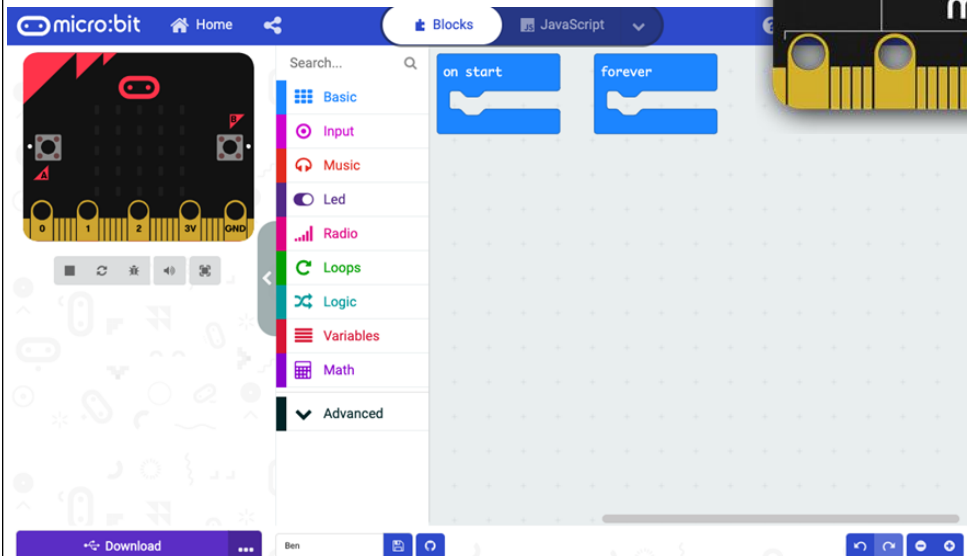 micro:bit
Home
Blocks
JS JavaScript
?
B
A
0 1 2 3V GND
Search...
Basic
Input
Music
Led
Radio
Loops
Logic
Variables
Math
Advanced
on start
forever
Download
...
Ben